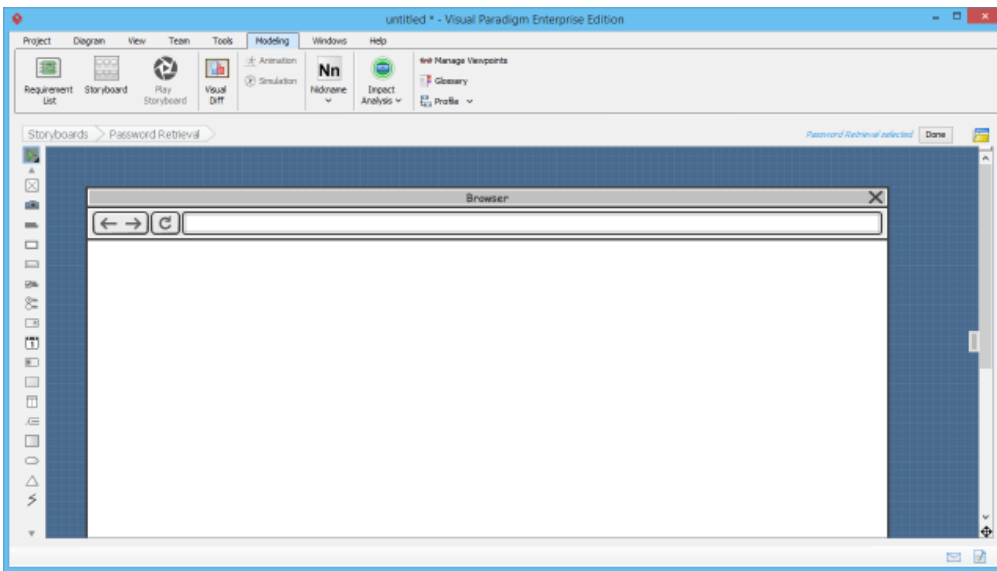 untitled * - Visual Paradigm Enterprise Edition
Project Diagram View Team Tools Modeling Windows Help
Requirement List
Storyboard
Play Storyboard
Visual Diff
Animation
Simulation
Nn
Nickname
Impact Analysis
Manage Viewpoints
Glossary
Profile
Storyboards Password Retrieval
Password Retrieval selected Done
Browser